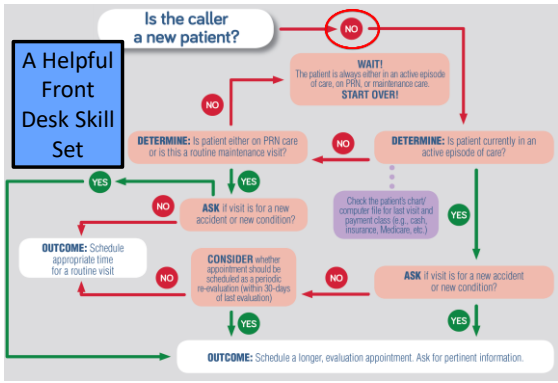 Is the caller
a new patient?
NO
A Helpful
Front
Desk Skill
Set
WAIT!
The patient is always either in an active episode
of care, on PRN, or maintenance care.
START OVER!
NO
DETERMINE: Is patient either on PRN care
or is this a routine maintenance visit?
NO
DETERMINE: Is patient currently in
an active episode of care?
YES
YES
NO
ASK if visit is for a new
accident or new condition?
Check the patient's chart/
computer file for last visit and
payment class (e.g., cash,
insurance, Medicare, etc.)
YES
OUTCOME: Schedule
appropriate time
for a routine visit
NO
CONSIDER whether
appointment should be
scheduled as a periodic
re-evaluation (within 30-days
of last evaluation)
NO
ASK if visit is for a new accident
or new condition?
YES
YES
OUTCOME: Schedule a longer, evaluation appointment. Ask for pertinent information.